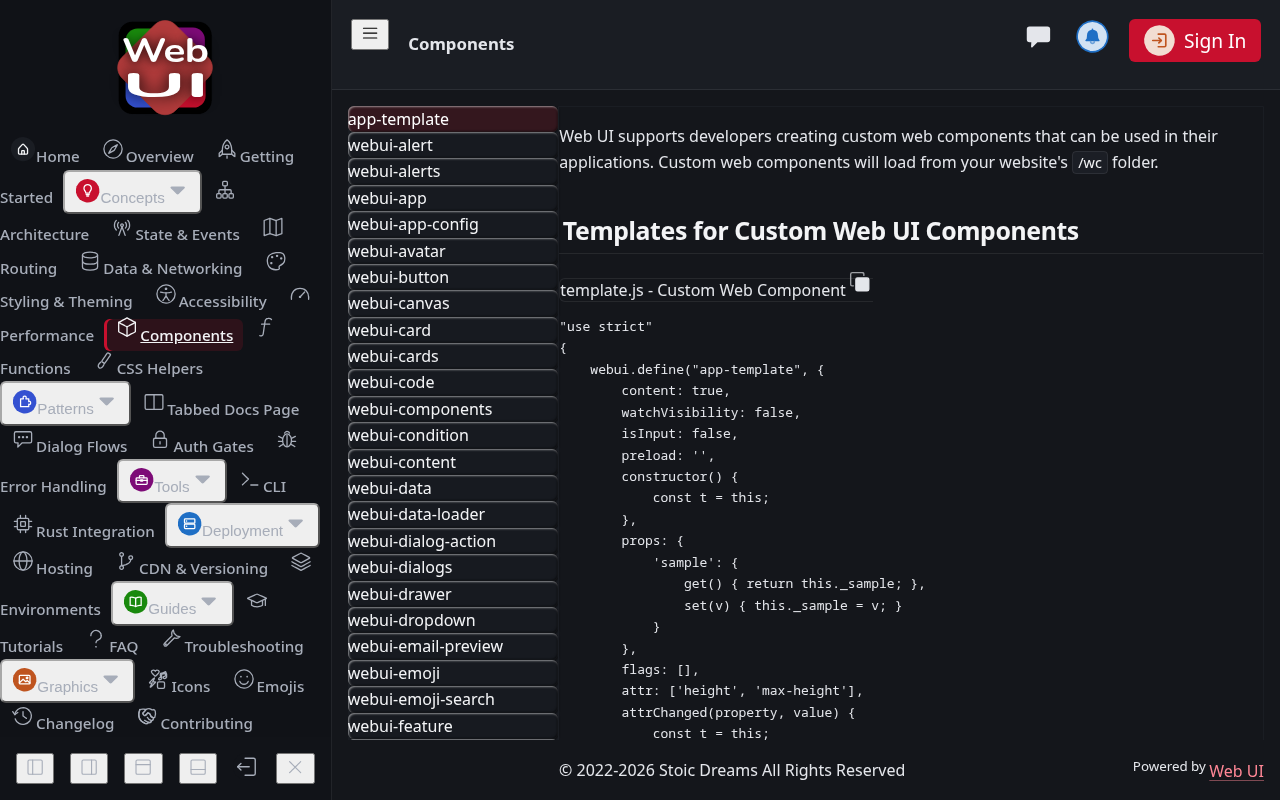 Web
UI
Home Overview Getting
Started Concepts
Architecture State & Events
Routing Data & Networking
Styling & Theming Accessibility
Performance Components
Functions CSS Helpers
Patterns Tabbed Docs Page
Dialog Flows Auth Gates
Error Handling Tools CLI
Rust Integration Deployment
Hosting CDN & Versioning
Environments Guides
Tutorials FAQ Troubleshooting
Graphics Icons Emojis
Changelog Contributing
Components
Sign In
app-template
webui-alert
webui-alerts
webui-app
webui-app-config
webui-avatar
webui-button
webui-canvas
webui-card
webui-cards
webui-code
webui-components
webui-condition
webui-content
webui-data
webui-data-loader
webui-dialog-action
webui-dialogs
webui-drawer
webui-dropdown
webui-email-preview
webui-emoji
webui-emoji-search
webui-feature
Web UI supports developers creating custom web components that can be used in their
applications. Custom web components will load from your website's /wc folder.
Templates for Custom Web UI Components
template.js - Custom Web Component
"use strict"
{
    webui.define("app-template", {
        content: true,
        watchVisibility: false,
        isInput: false,
        preload: '',
        constructor() {
            const t = this;
        },
        props: {
            'sample': {
                get() { return this._sample; },
                set(v) { this._sample = v; }
            }
        },
        flags: [],
        attr: ['height', 'max-height'],
        attrChanged(property, value) {
            const t = this;
© 2022-2026 Stoic Dreams All Rights Reserved
Powered by Web UI